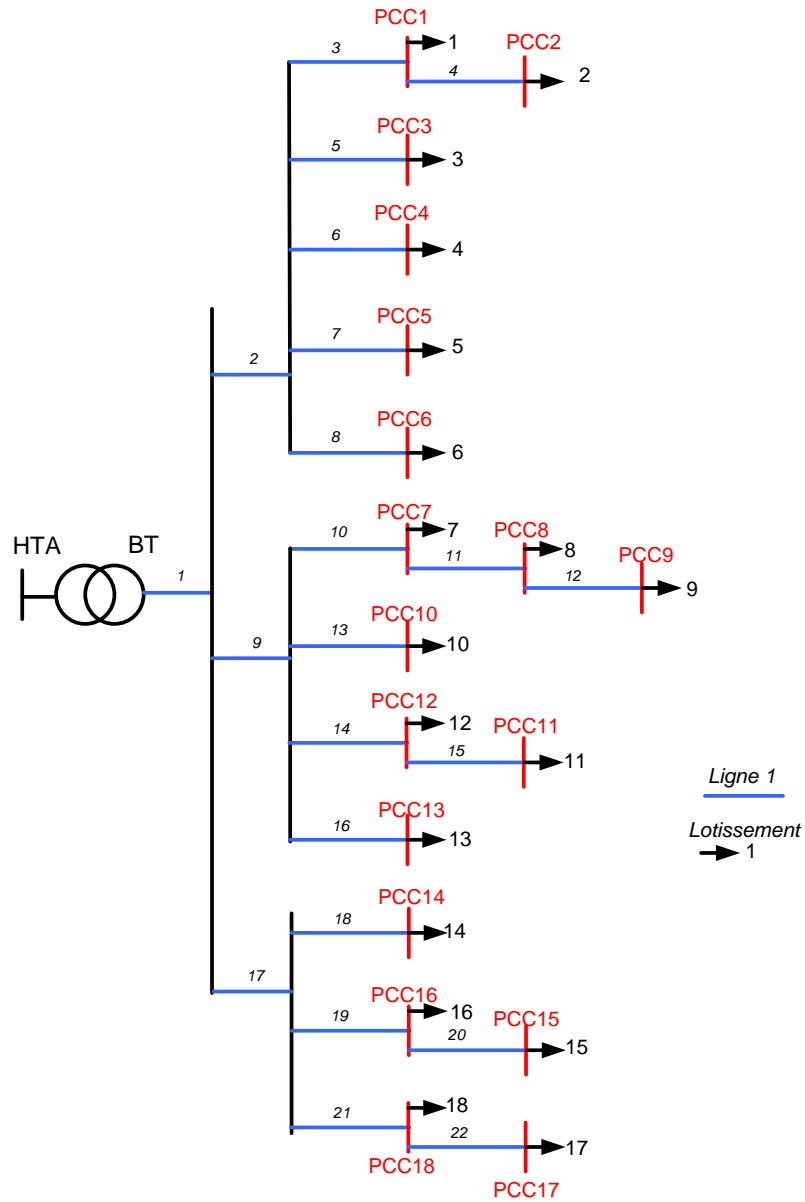 PCC1
3
1
PCC2
4
2
PCC3
5
3
PCC4
6
4
PCC5
7
5
2
PCC6
8
6
PCC7
10
7
PCC8
11
8
PCC9
12
9
HTA
BT
1
PCC10
13
10
9
PCC12
12
PCC11
14
15
11
Ligne 1
PCC13
16
13
Lotissement
1
PCC14
18
14
17
PCC16
16
PCC15
19
20
15
21
18
22
17
PCC18
PCC17